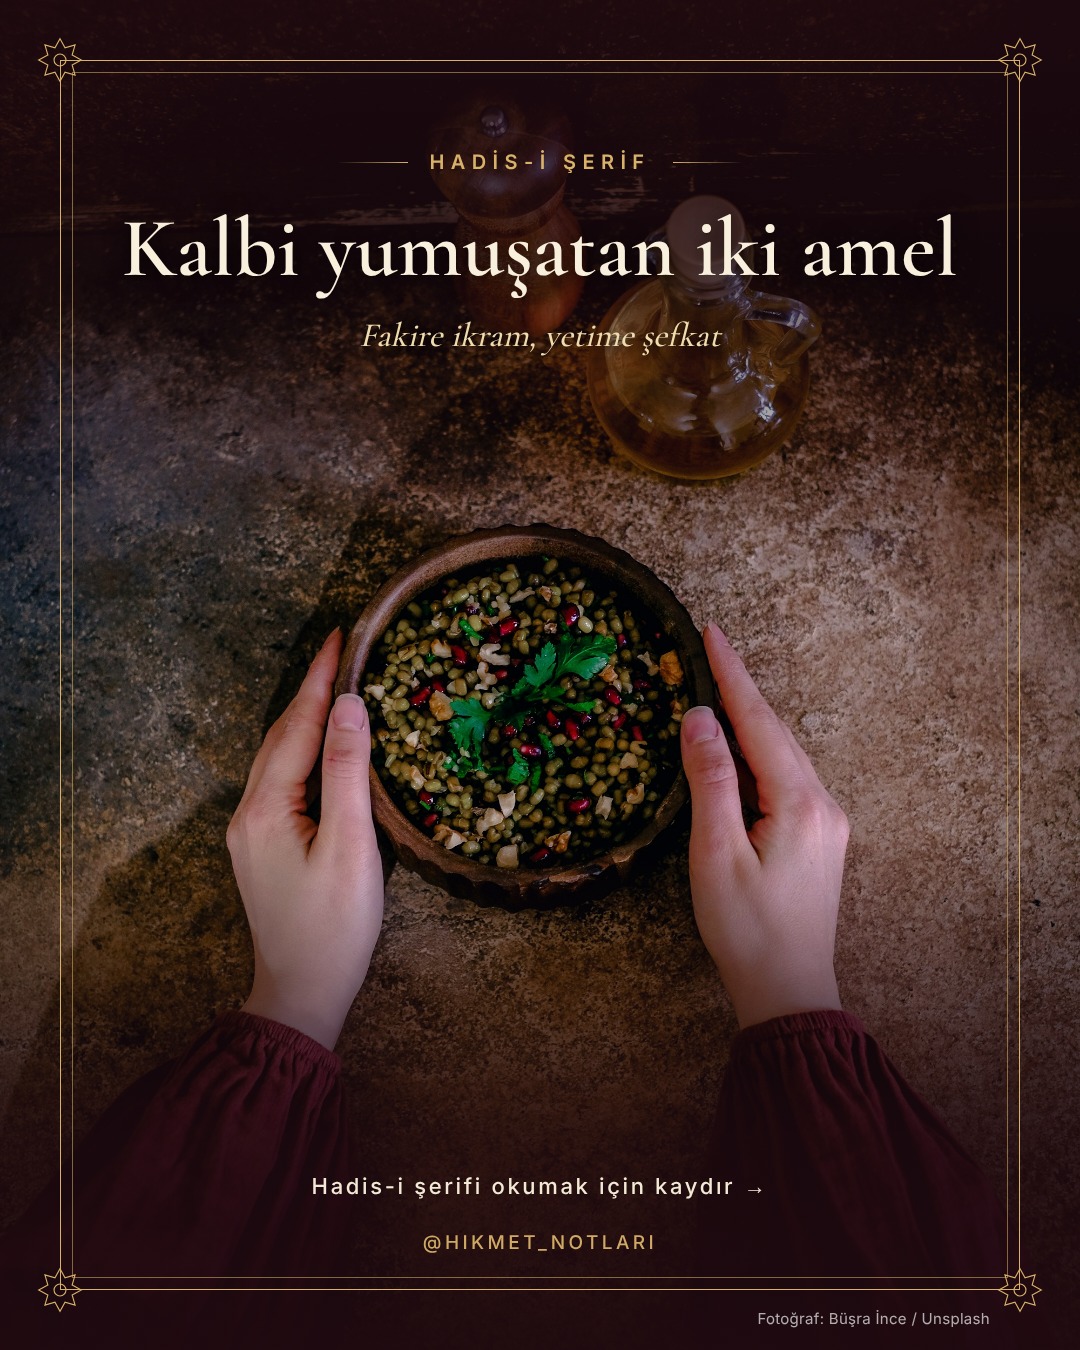 HADİS-İ ŞERİF
Kalbi yumuşatan iki amel
Fakire ikram, yetime şefkat
Hadis-i şerifi okumak için kaydır →
@HIKMET_NOTLARI
Fotoğraf: Büşra İnce / Unsplash